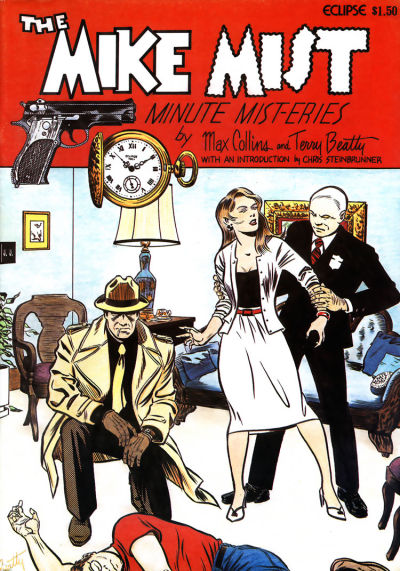 ECLIPSE $1.50
THE
MIKE MIST
MINUTE MIST-ERIES
by Max Collins and Terry Beatty
WITH AN INTRODUCTION by CHRIS STEINBRUNNER
Beatty